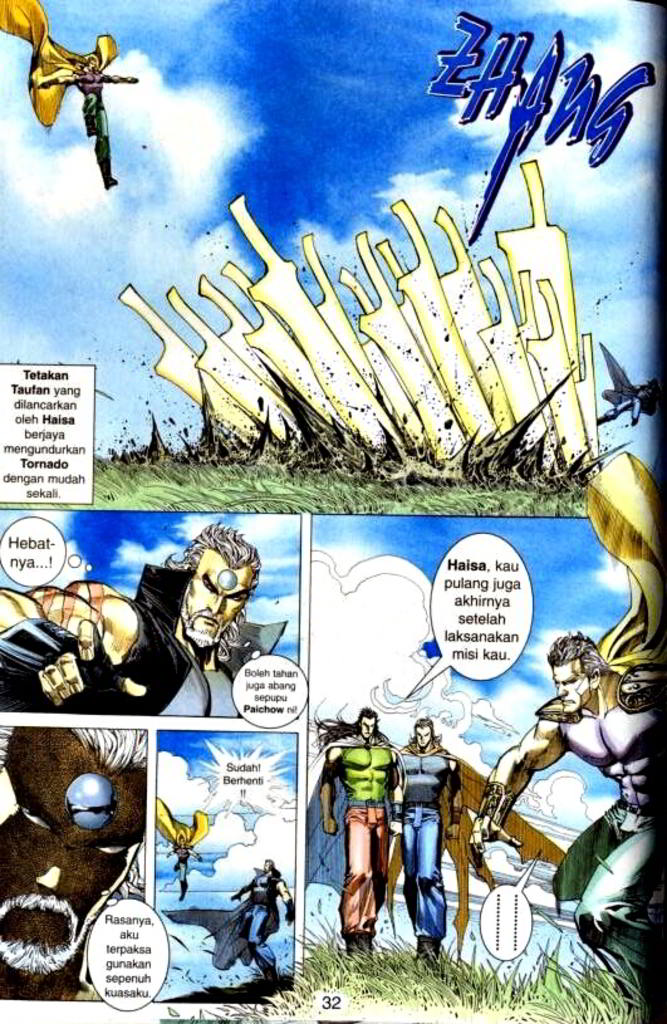 ZHANG
Tetakan
Taufan yang
dilancarkan
oleh Haisa
berjaya
mengundurkan
Tornado
dengan mudah
sekali.
Hebat-
nya...!
Boleh tahan
juga abang
sepupu
Paichow ni!
Haisa, kau
pulang juga
akhirnya
setelah
laksanakan
misi kau.
Rasanya,
aku
terpaksa
gunakan
sepenuh
kuasaku.
Sudah!
Berhenti
!!
32